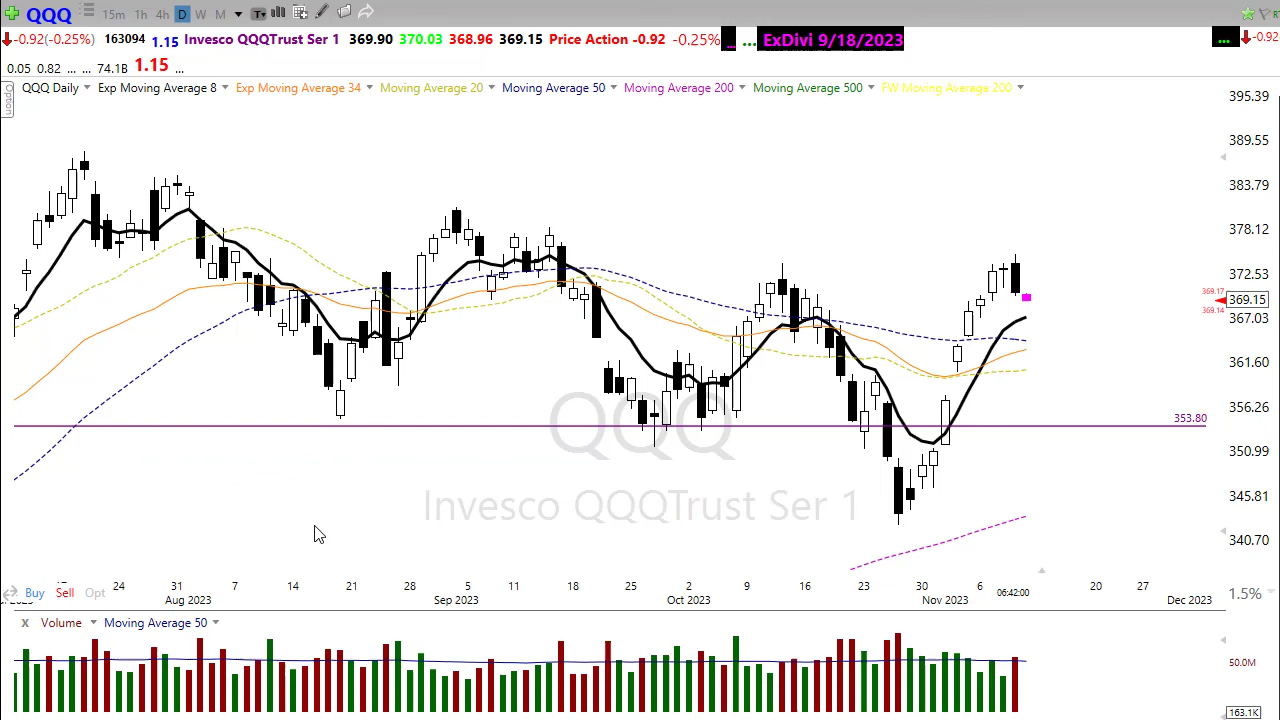 QQQ 15m 1h 4h D W M T
-0.92(-0.25%) 163094 1.15 Invesco QQQTrust Ser 1 369.90 370.03 368.96 369.15 Price Action -0.92 -0.25% ... ... ExDivi 9/18/2023 ... -0.92
0.05 0.82 ... ... 74.1B 1.15 ...
QQQ Daily Exp Moving Average 8 Exp Moving Average 34 Moving Average 20 Moving Average 50 Moving Average 200 Moving Average 500 FW Moving Average 200
Option
395.39
389.55
383.79
378.12
372.53
369.17
369.15
369.14
367.03
361.60
356.26
353.80
350.99
345.81
340.70
QQQ
Invesco QQQTrust Ser 1
24 31 7 14 21 28 5 11 18 25 2 9 16 23 30 6 06:42:00 20 27
Aug 2023 Sep 2023 Oct 2023 Nov 2023 Dec 2023
Buy Sell Opt
1.5%
x Volume Moving Average 50
50.0M
163.1K